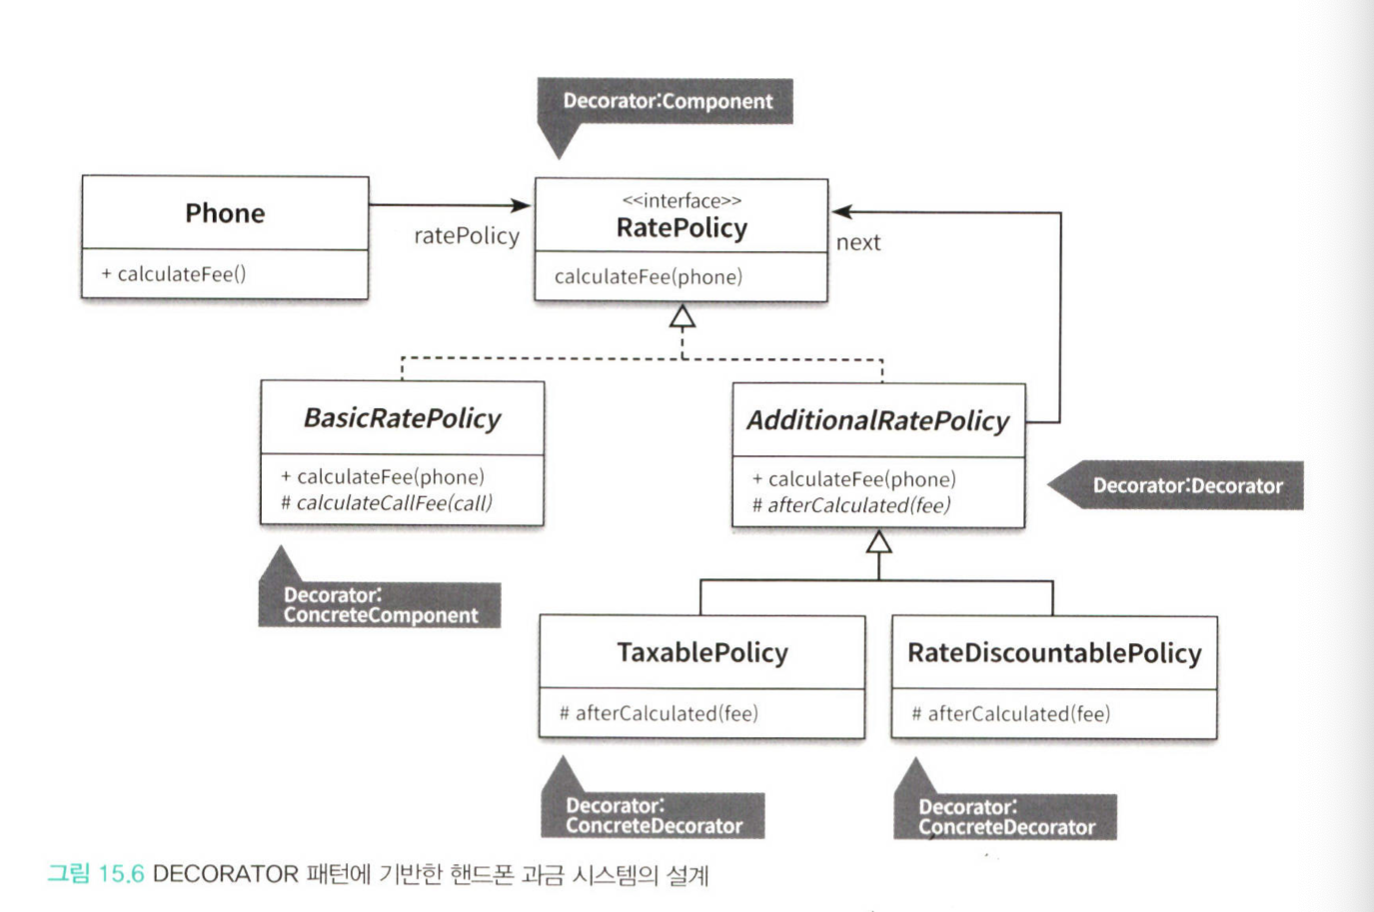 Decorator:Component
Phone
+ calculateFee()
ratePolicy
<<interface>>
RatePolicy
calculateFee(phone)
next
BasicRatePolicy
+ calculateFee(phone)
# calculateCallFee(call)
AdditionalRatePolicy
+ calculateFee(phone)
# afterCalculated(fee)
Decorator:Decorator
Decorator:
ConcreteComponent
TaxablePolicy
# afterCalculated(fee)
RateDiscountablePolicy
# afterCalculated(fee)
Decorator:
ConcreteDecorator
Decorator:
ConcreteDecorator
그림 15.6 DECORATOR 패턴에 기반한 핸드폰 과금 시스템의 설계